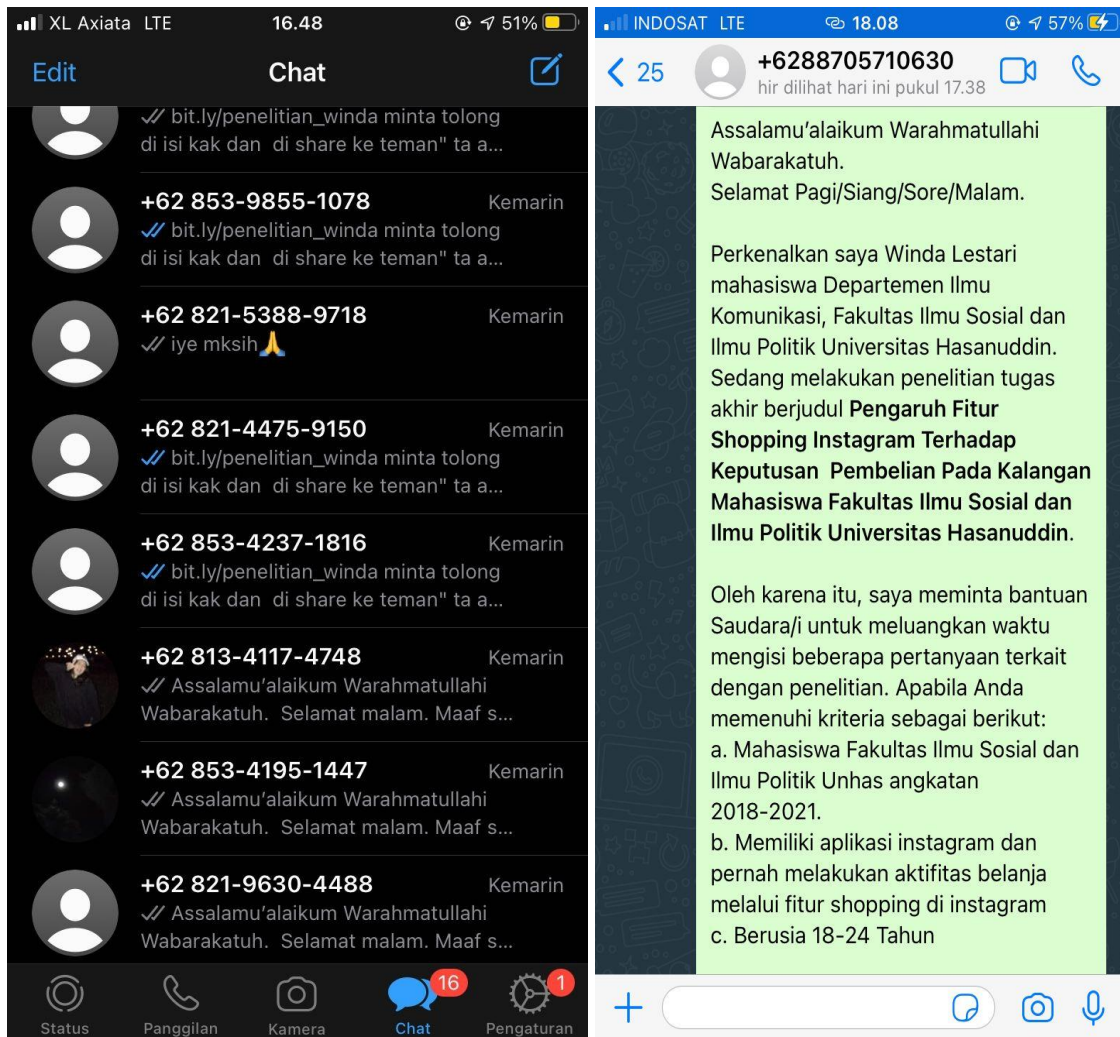 XL Axiata LTE 16.48 51%
Edit Chat
bit.ly/penelitian_winda minta tolong
di isi kak dan di share ke teman" ta a...
+62 853-9855-1078 Kemarin
bit.ly/penelitian_winda minta tolong
di isi kak dan di share ke teman" ta a...
+62 821-5388-9718 Kemarin
iye mksih🙏
+62 821-4475-9150 Kemarin
bit.ly/penelitian_winda minta tolong
di isi kak dan di share ke teman" ta a...
+62 853-4237-1816 Kemarin
bit.ly/penelitian_winda minta tolong
di isi kak dan di share ke teman" ta a...
+62 813-4117-4748 Kemarin
Assalamu’alaikum Warahmatullahi
Wabarakatuh. Selamat malam. Maaf s...
+62 853-4195-1447 Kemarin
Assalamu’alaikum Warahmatullahi
Wabarakatuh. Selamat malam. Maaf s...
+62 821-9630-4488 Kemarin
Assalamu’alaikum Warahmatullahi
Wabarakatuh. Selamat malam. Maaf s...
16 1
Status Panggilan Kamera Chat Pengaturan
INDOSAT LTE 18.08 57%
25 +6288705710630
hir dilihat hari ini pukul 17.38
Assalamu’alaikum Warahmatullahi
Wabarakatuh.
Selamat Pagi/Siang/Sore/Malam.
Perkenalkan saya Winda Lestari
mahasiswa Departemen Ilmu
Komunikasi, Fakultas Ilmu Sosial dan
Ilmu Politik Universitas Hasanuddin.
Sedang melakukan penelitian tugas
akhir berjudul Pengaruh Fitur
Shopping Instagram Terhadap
Keputusan Pembelian Pada Kalangan
Mahasiswa Fakultas Ilmu Sosial dan
Ilmu Politik Universitas Hasanuddin.
Oleh karena itu, saya meminta bantuan
Saudara/i untuk meluangkan waktu
mengisi beberapa pertanyaan terkait
dengan penelitian. Apabila Anda
memenuhi kriteria sebagai berikut:
a. Mahasiswa Fakultas Ilmu Sosial dan
Ilmu Politik Unhas angkatan
2018-2021.
b. Memiliki aplikasi instagram dan
pernah melakukan aktifitas belanja
melalui fitur shopping di instagram
c. Berusia 18-24 Tahun